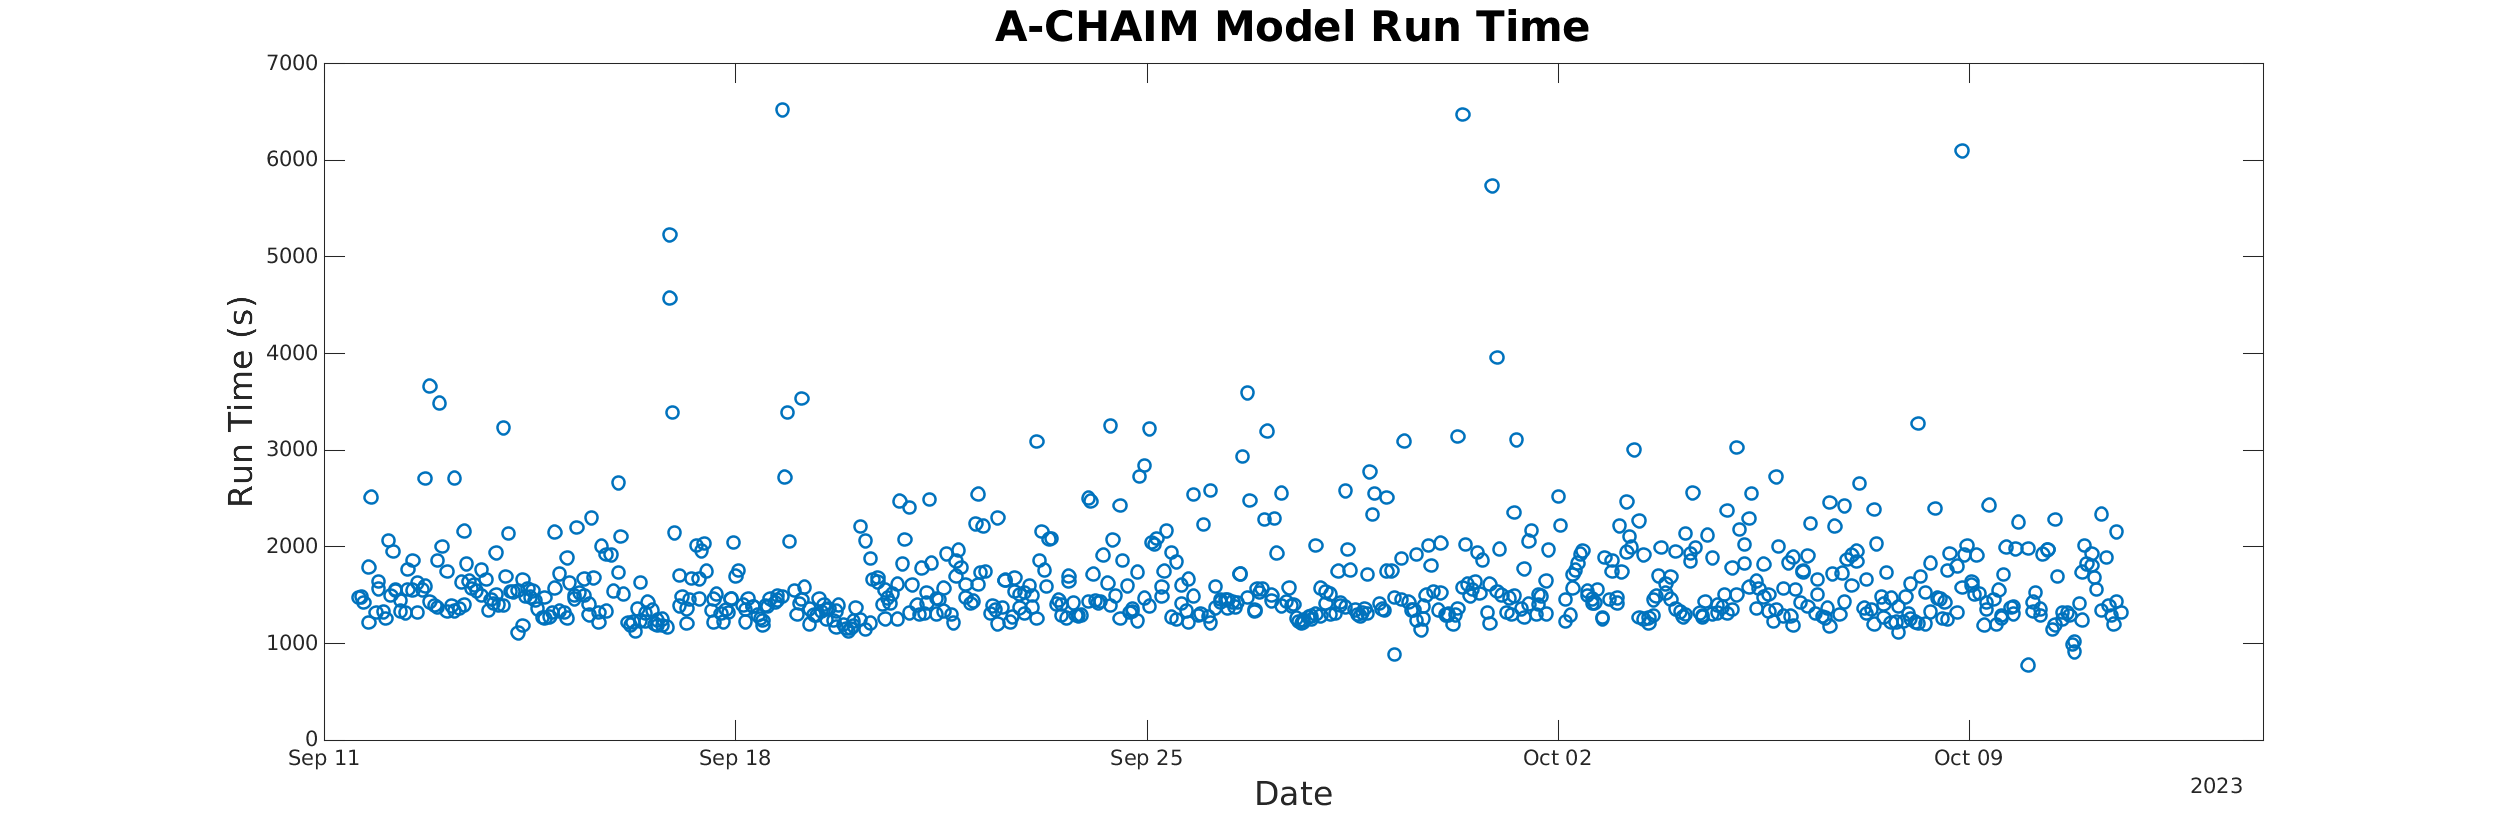 A-CHAIM Model Run Time
7000
6000
5000
4000
3000
2000
1000
0
Run Time (s)
Sep 11 Sep 18 Sep 25 Oct 02 Oct 09
Date
2023